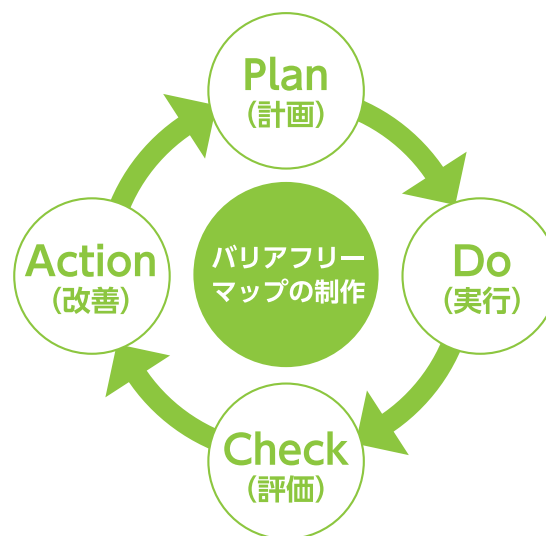 Plan
(計画)
Do
(実行)
Check
(評価)
Action
(改善)
バリアフリー
マップの制作